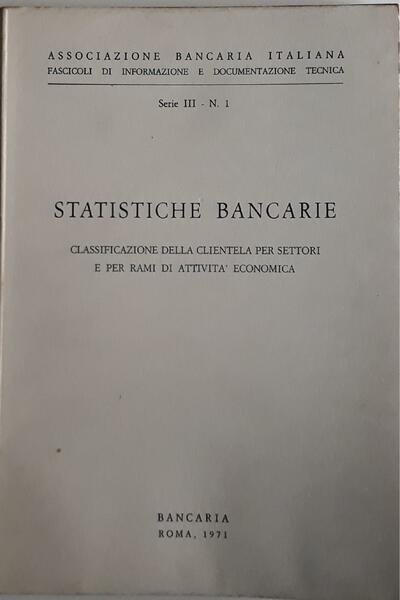 ASSOCIAZIONE BANCARIA ITALIANA
FASCICOLI DI INFORMAZIONE E DOCUMENTAZIONE TECNICA
Serie III - N. 1
STATISTICHE BANCARIE
CLASSIFICAZIONE DELLA CLIENTELA PER SETTORI
E PER RAMI DI ATTIVITA' ECONOMICA
BANCARIA
ROMA, 1971